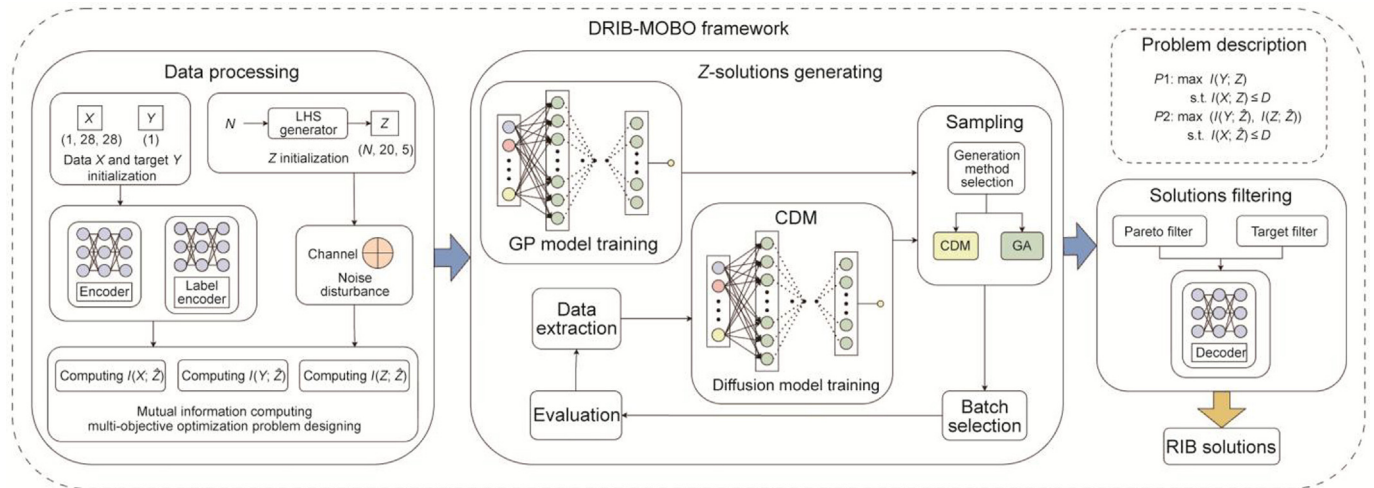 DRIB-MOBO framework
Data processing
X
Y
(1, 28, 28)
(1)
Data X and target Y
initialization
N
LHS
generator
Z
Z initialization
(N, 20, 5)
Encoder
Label
encoder
Channel
Noise
disturbance
Computing I(X; Ẑ)
Computing I(Y; Ẑ)
Computing I(Z; Ẑ)
Mutual information computing
multi-objective optimization problem designing
Z-solutions generating
GP model training
CDM
Diffusion model training
Data
extraction
Evaluation
Sampling
Generation
method
selection
CDM
GA
Batch
selection
Problem description
P1: max I(Y; Z)
s.t. I(X; Z) ≤ D
P2: max (I(Y; Ẑ), I(Z; Ẑ))
s.t. I(X; Ẑ) ≤ D
Solutions filtering
Pareto filter
Target filter
Decoder
RIB solutions